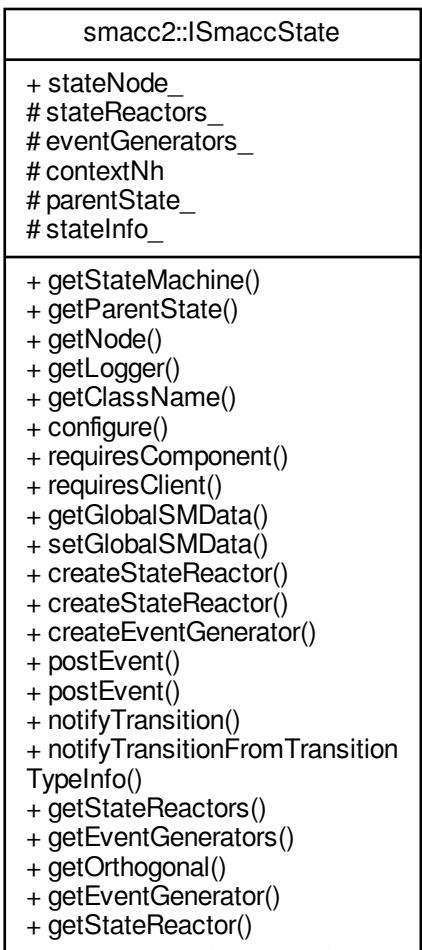 smacc2::ISmaccState
+ stateNode_
# stateReactors_
# eventGenerators_
# contextNh
# parentState_
# stateInfo_
+ getStateMachine()
+ getParentState()
+ getNode()
+ getLogger()
+ getClassName()
+ configure()
+ requiresComponent()
+ requiresClient()
+ getGlobalSMData()
+ setGlobalSMData()
+ createStateReactor()
+ createStateReactor()
+ createEventGenerator()
+ postEvent()
+ postEvent()
+ notifyTransition()
+ notifyTransitionFromTransition
TypeInfo()
+ getStateReactors()
+ getEventGenerators()
+ getOrthogonal()
+ getEventGenerator()
+ getStateReactor()